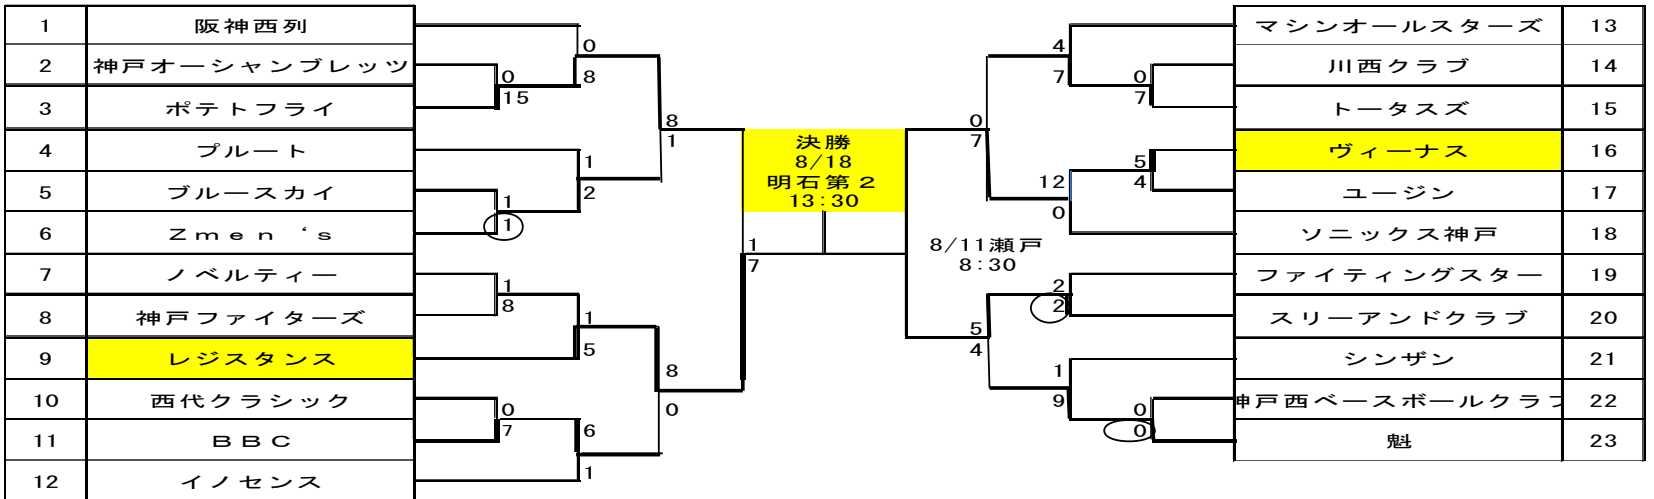 1 阪神西列
2 神戸オーシャンブレッツ
3 ポテトフライ
4 プルート
5 ブルースカイ
6 Zmen‘s
7 ノベルティー
8 神戸ファイターズ
9 レジスタンス
10 西代クラシック
11 BBC
12 イノセンス
0
8
0
15
8
1
1
2
1
1
1
7
1
8
1
5
8
0
0
7
6
1
決勝
8/18
明石第2
13:30
8/11瀬戸
8:30
4
7
0
7
0
7
5
4
12
0
2
2
5
4
1
9
0
0
マシンオールスターズ 13
川西クラブ 14
トータスズ 15
ヴィーナス 16
ユージン 17
ソニックス神戸 18
ファイティングスター 19
スリーアンドクラブ 20
シンザン 21
神戸西ベースボールクラブ 22
魁 23